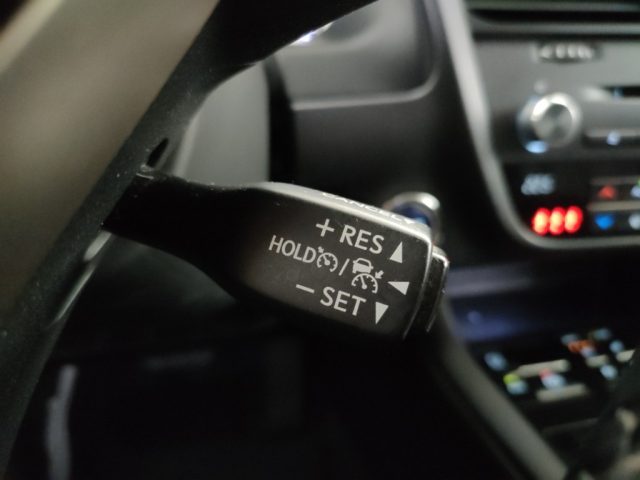 + RES
HOLD /
- SET